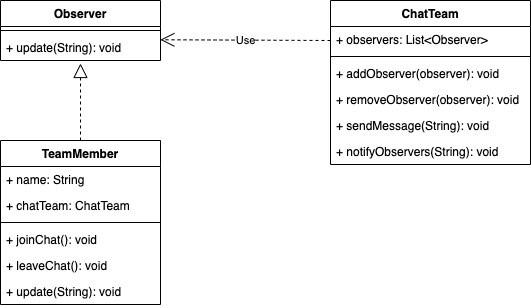 Observer
+ update(String): void
Use
ChatTeam
+ observers: List<Observer>
+ addObserver(observer): void
+ removeObserver(observer): void
+ sendMessage(String): void
+ notifyObservers(String): void
TeamMember
+ name: String
+ chatTeam: ChatTeam
+ joinChat(): void
+ leaveChat(): void
+ update(String): void